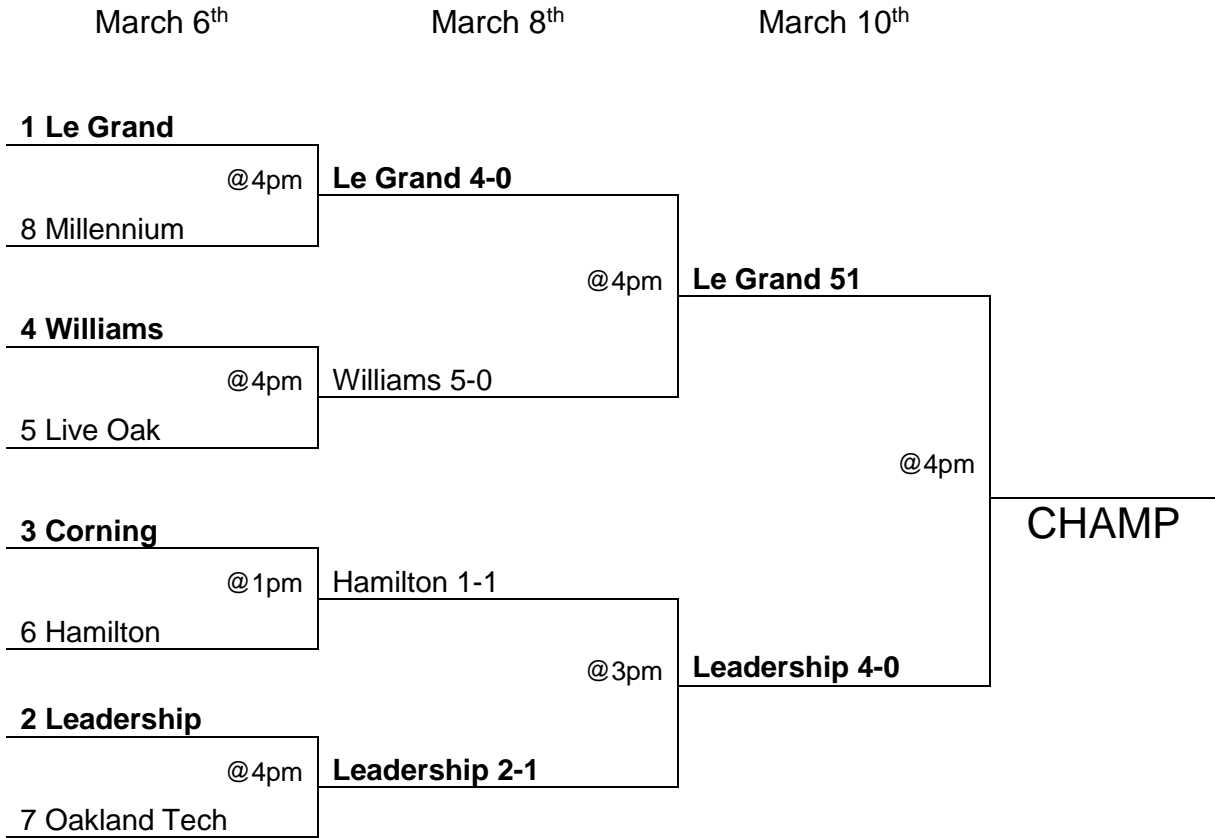 March 6th March 8th March 10th
1 Le Grand
@4pm Le Grand 4-0
8 Millennium
@4pm Le Grand 51
4 Williams
@4pm Williams 5-0
5 Live Oak
@4pm
3 Corning
CHAMP
@1pm Hamilton 1-1
6 Hamilton
@3pm Leadership 4-0
2 Leadership
@4pm Leadership 2-1
7 Oakland Tech